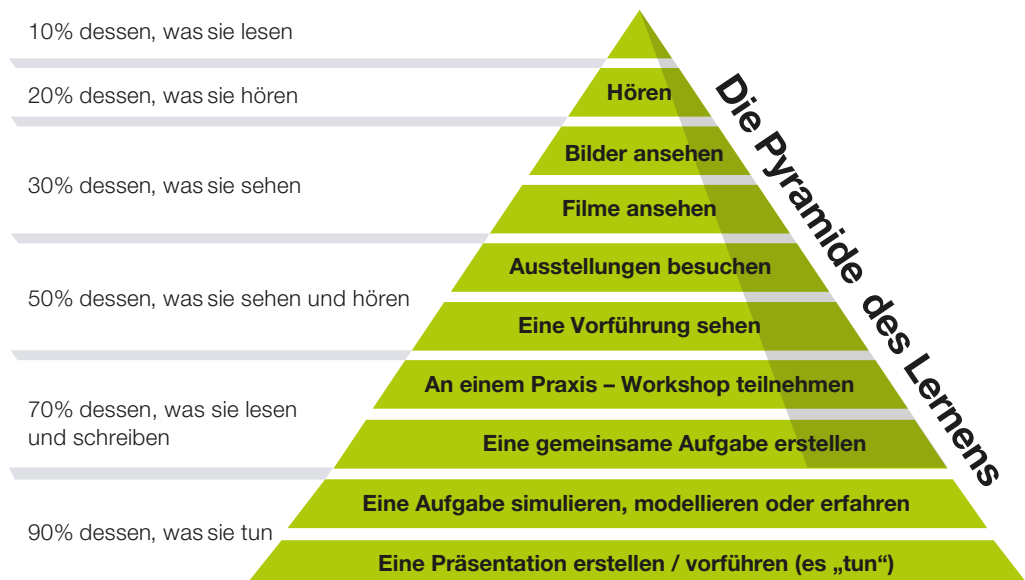 10% dessen, was sie lesen
20% dessen, was sie hören
30% dessen, was sie sehen
50% dessen, was sie sehen und hören
70% dessen, was sie lesen
und schreiben
90% dessen, was sie tun
Hören
Bilder ansehen
Filme ansehen
Ausstellungen besuchen
Eine Vorführung sehen
An einem Praxis – Workshop teilnehmen
Eine gemeinsame Aufgabe erstellen
Eine Aufgabe simulieren, modellieren oder erfahren
Eine Präsentation erstellen / vorführen (es „tun“)
Die Pyramide des Lernens